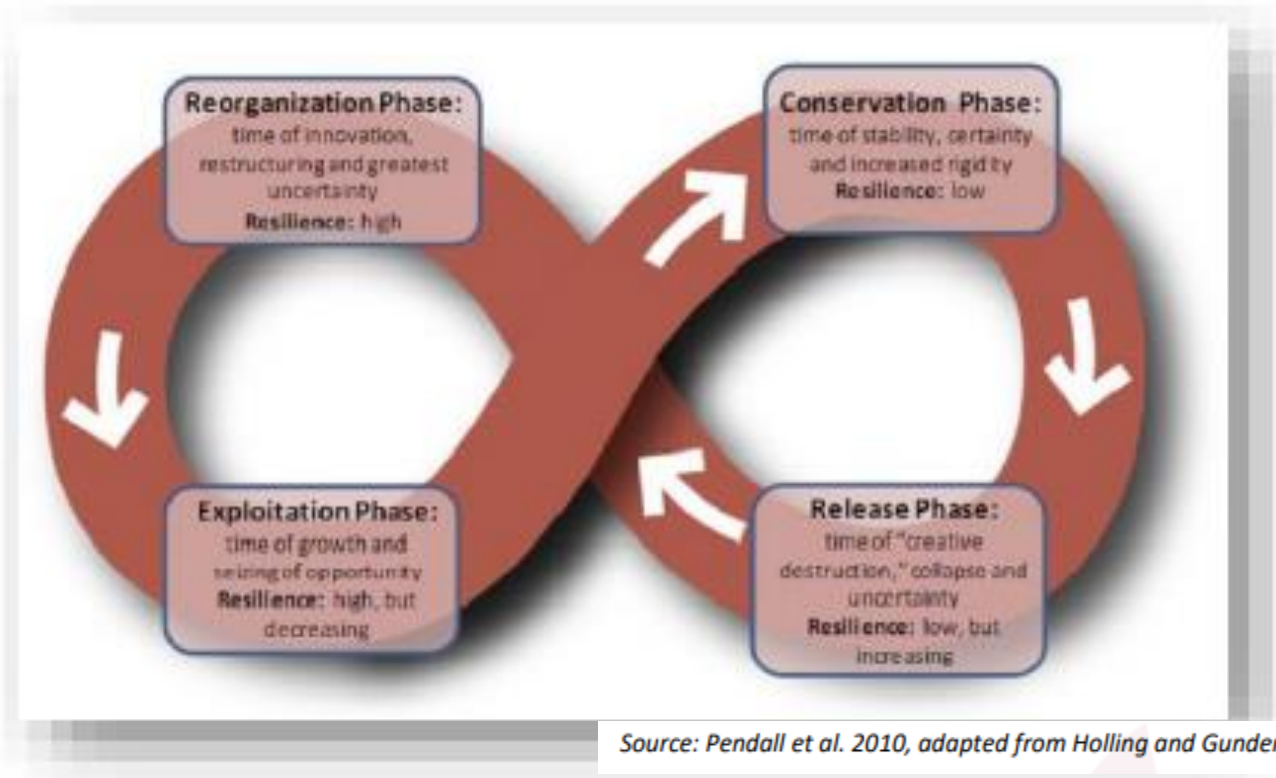 Reorganization Phase:
time of innovation,
restructuring and greatest
uncertainty
Resilience: high
Conservation Phase:
time of stability, certainty
and increased rigidity
Resilience: low
Exploitation Phase:
time of growth and
seizing of opportunity
Resilience: high, but
decreasing
Release Phase:
time of "creative
destruction," collapse and
uncertainty
Resilience: low, but
increasing
Source: Pendall et al. 2010, adapted from Holling and